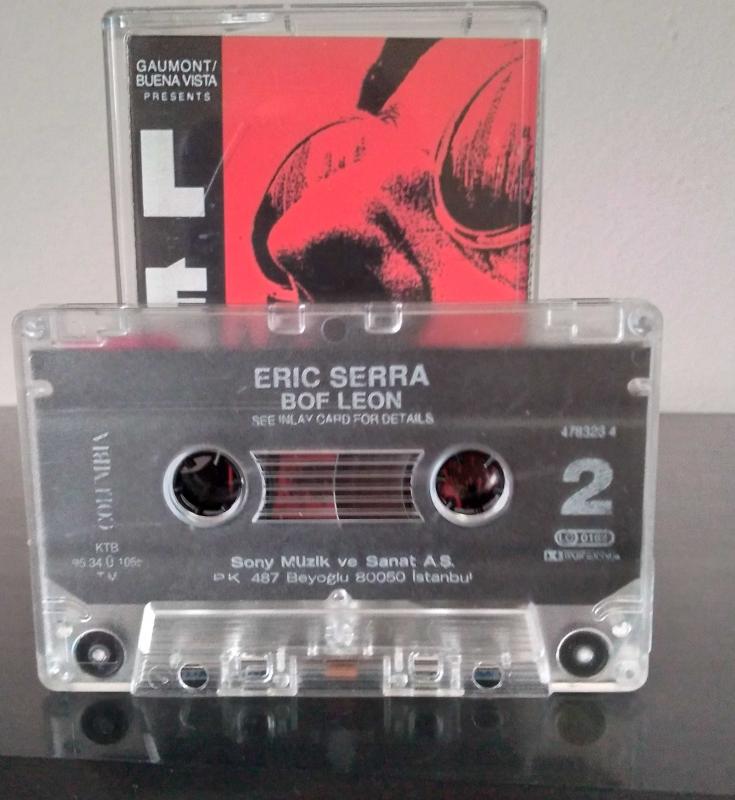 GAUMONT/
BUENA VISTA
PRESENTS
L
ERIC SERRA
BOF LEON
SEE INLAY CARD FOR DETAILS
478323 4
COLUMBIA
2
KTB
Sony Müzik ve Sanat A.Ş.
P K 487 Beyoğlu 80050 İstanbul